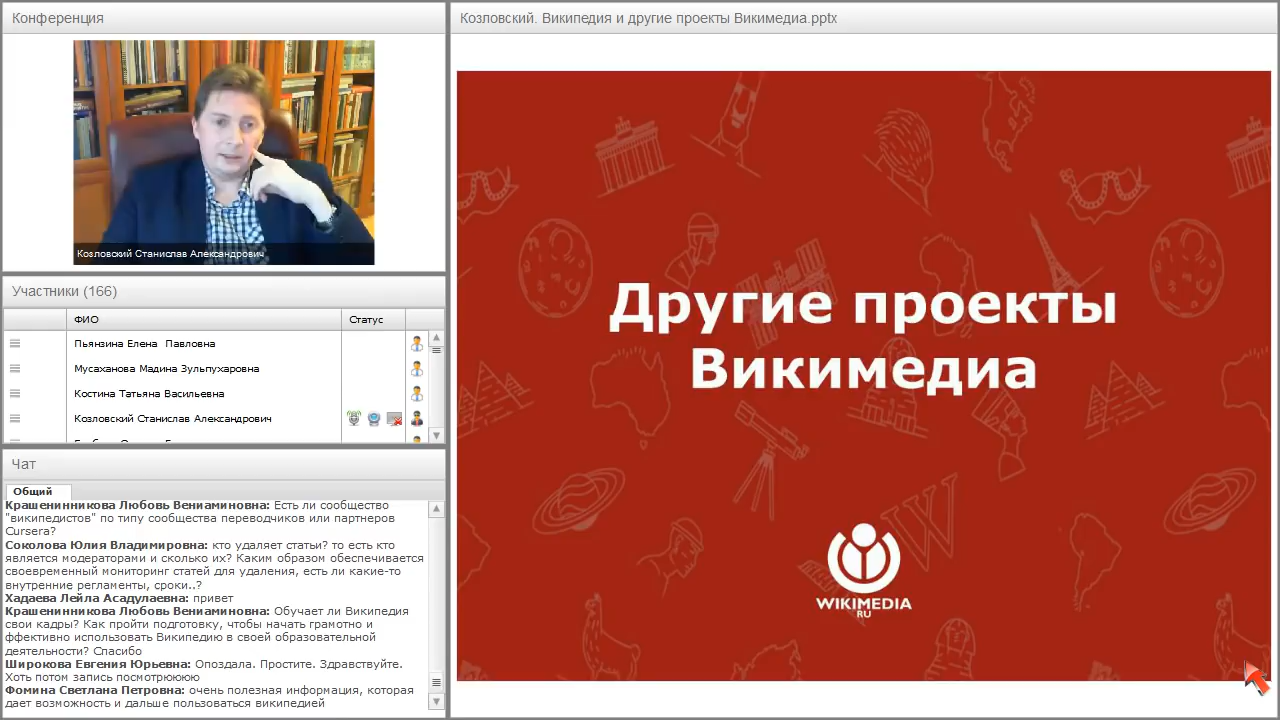 Конференция
Козловский Станислав Александрович
Участники (166)
ФИО
Статус
Пьянзина Елена Павловна
Мусаханова Мадина Зульпухаровна
Костина Татьяна Васильевна
Козловский Станислав Александрович
Чат
Общий
Крашенинникова Любовь Вениаминовна: Есть ли сообщество
"википедистов" по типу сообщества переводчиков или партнеров
Cursera?
Соколова Юлия Владимировна: кто удаляет статьи? то есть кто
является модераторами и сколько их? Каким образом обеспечивается
своевременный мониторинг статей для удаления, есть ли какие-то
внутренние регламенты, сроки..?
Хадаева Лейла Асадулаевна: привет
Крашенинникова Любовь Вениаминовна: Обучает ли Википедия
свои кадры? Как пройти подготовку, чтобы начать грамотно и
ффективно использовать Википедию в своей образовательной
деятельности? Спасибо
Широкова Евгения Юрьевна: Опоздала. Простите. Здравствуйте.
Хоть потом запись посмотрюююю
Фомина Светлана Петровна: очень полезная информация, которая
дает возможность и дальше пользоваться википедией
Козловский. Википедия и другие проекты Викимедиа.pptx
Другие проекты
Викимедиа
WIKIMEDIA
RU